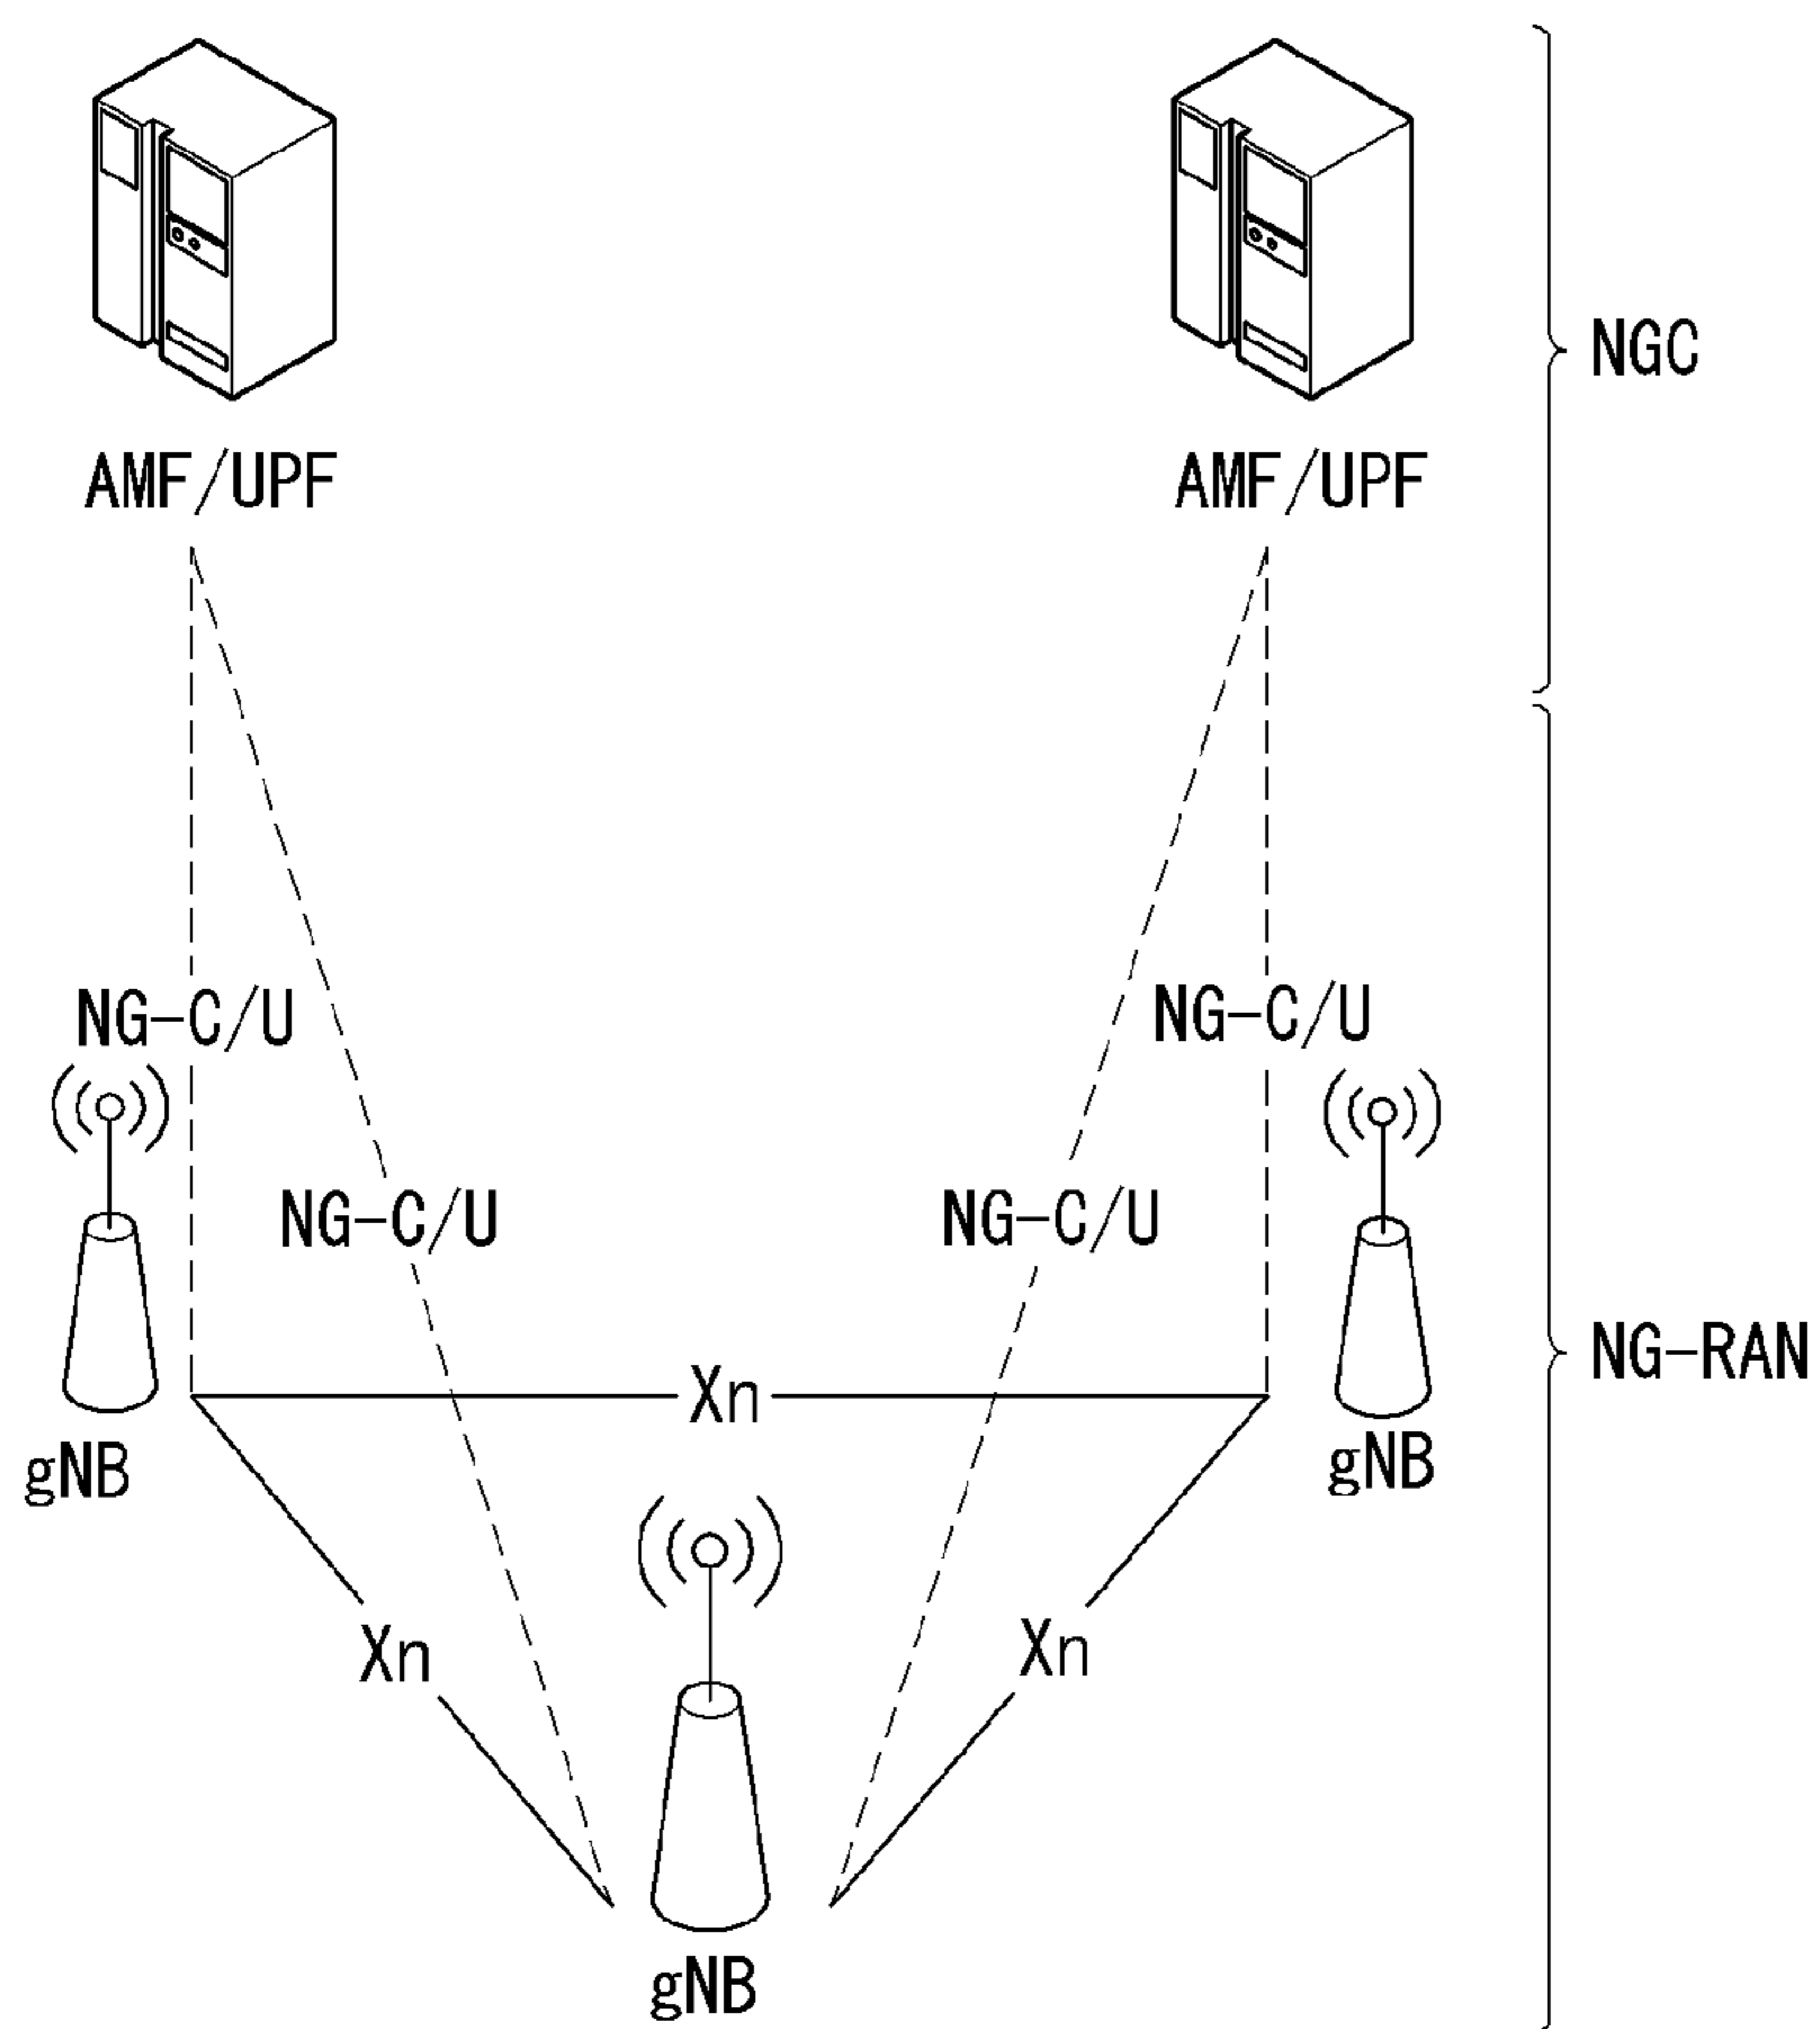 NGC
AMF/UPF
AMF/UPF
NG-C/U
NG-C/U
NG-C/U
NG-C/U
NG-RAN
Xn
gNB
gNB
Xn
Xn
gNB